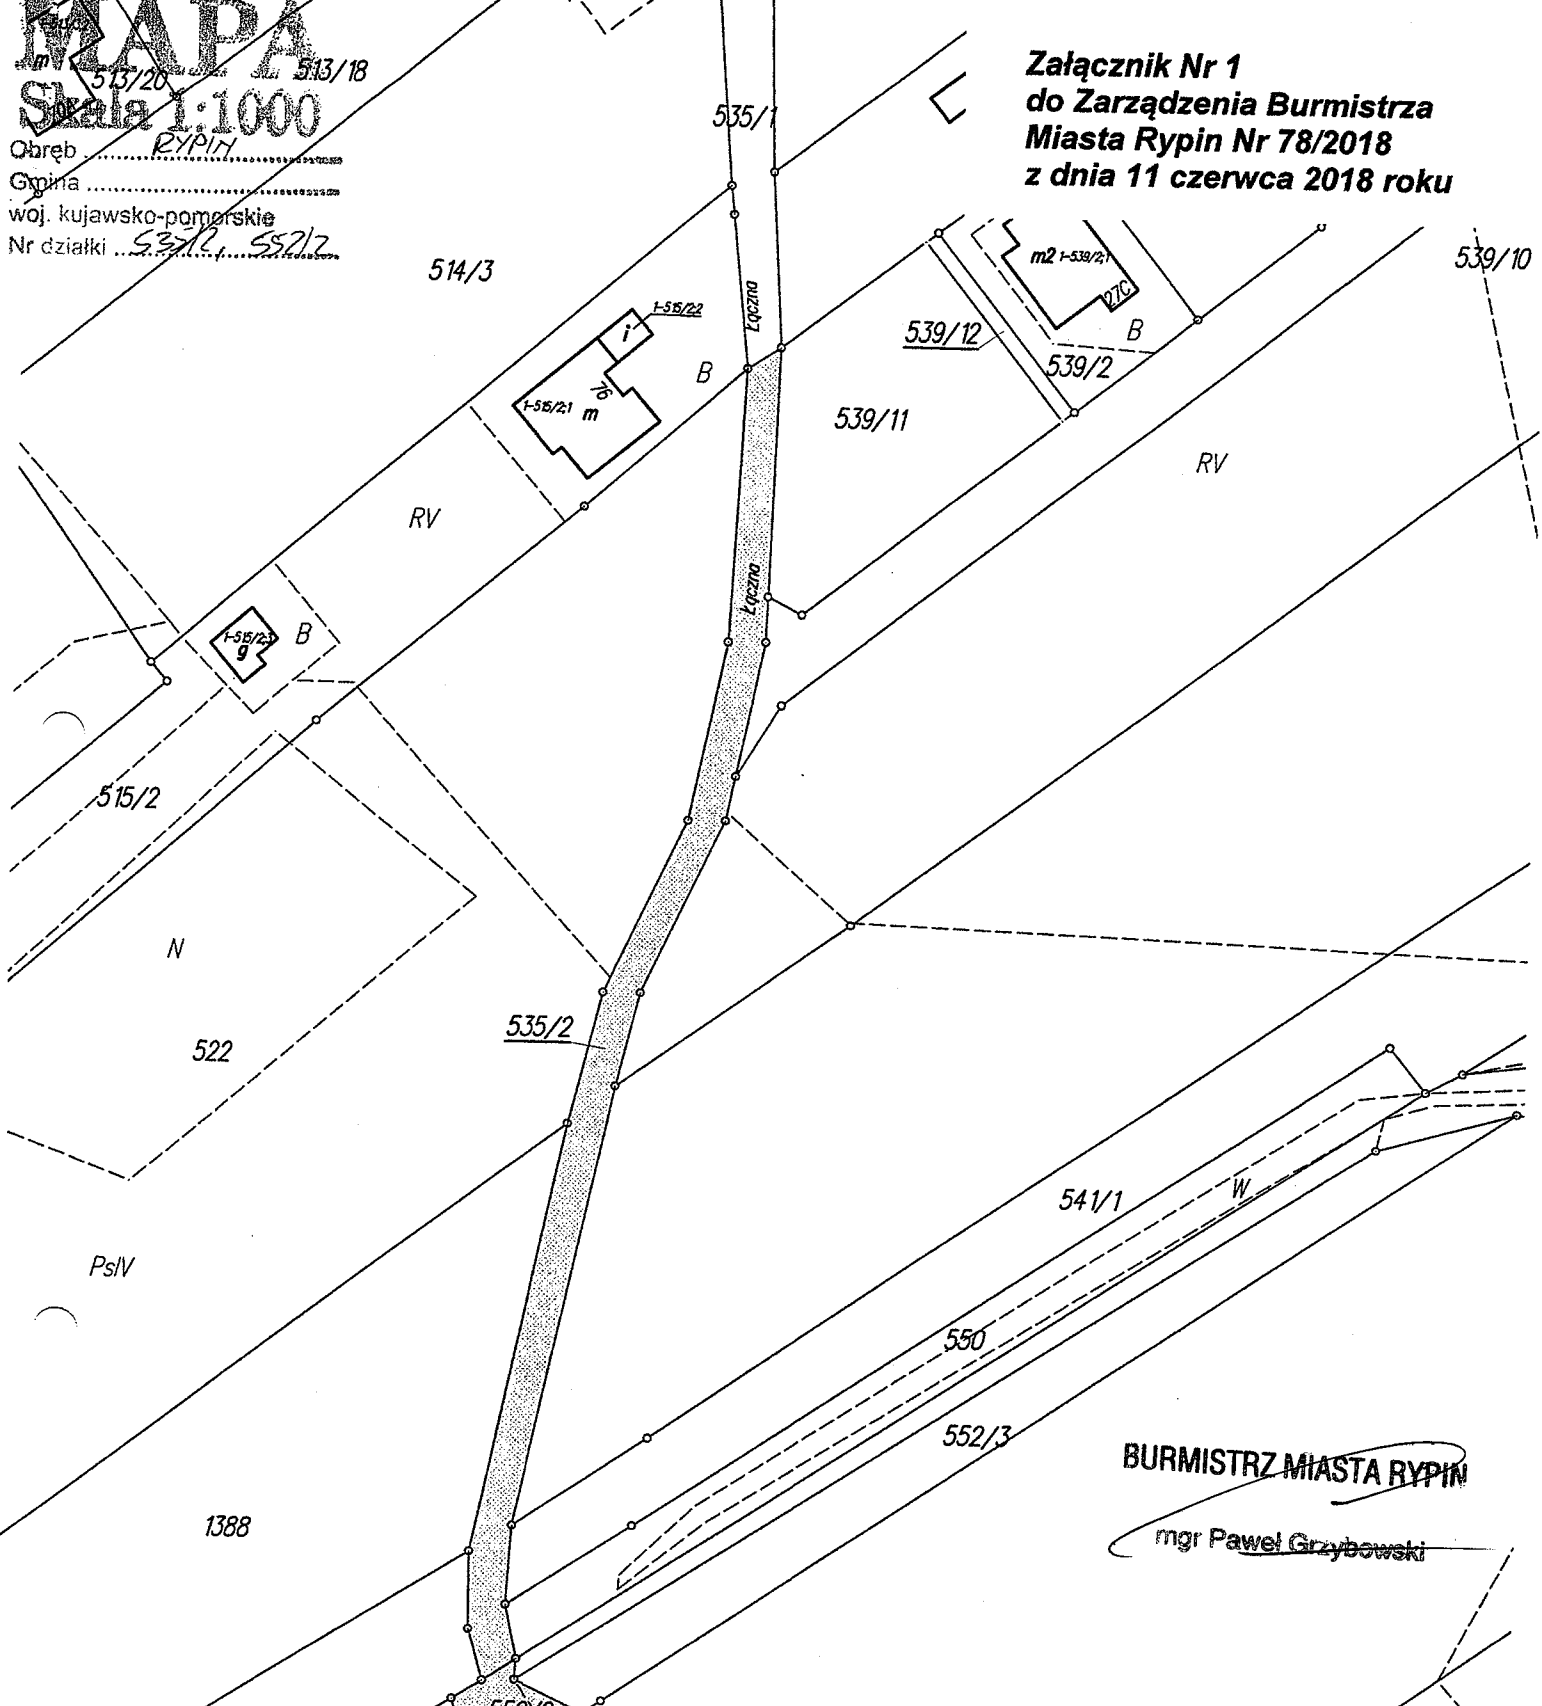 MAPA
Skala 1:1000
Obręb RYPIN
Gmina
woj. kujawsko-pomorskie
Nr działki 535/2, 552/2
Załącznik Nr 1
do Zarządzenia Burmistrza
Miasta Rypin Nr 78/2018
z dnia 11 czerwca 2018 roku
m
513/20
513/18
535/1
514/3
Łączna
1-515/2;2
i
1-515/2;1
76
m
B
539/12
m2 1-539/2;1
27C
B
539/2
539/10
539/11
RV
RV
Łączna
1-515/2;3
g
B
515/2
N
522
535/2
PsIV
541/1
W
550
552/3
1388
BURMISTRZ MIASTA RYPIN
mgr Paweł Grzybowski